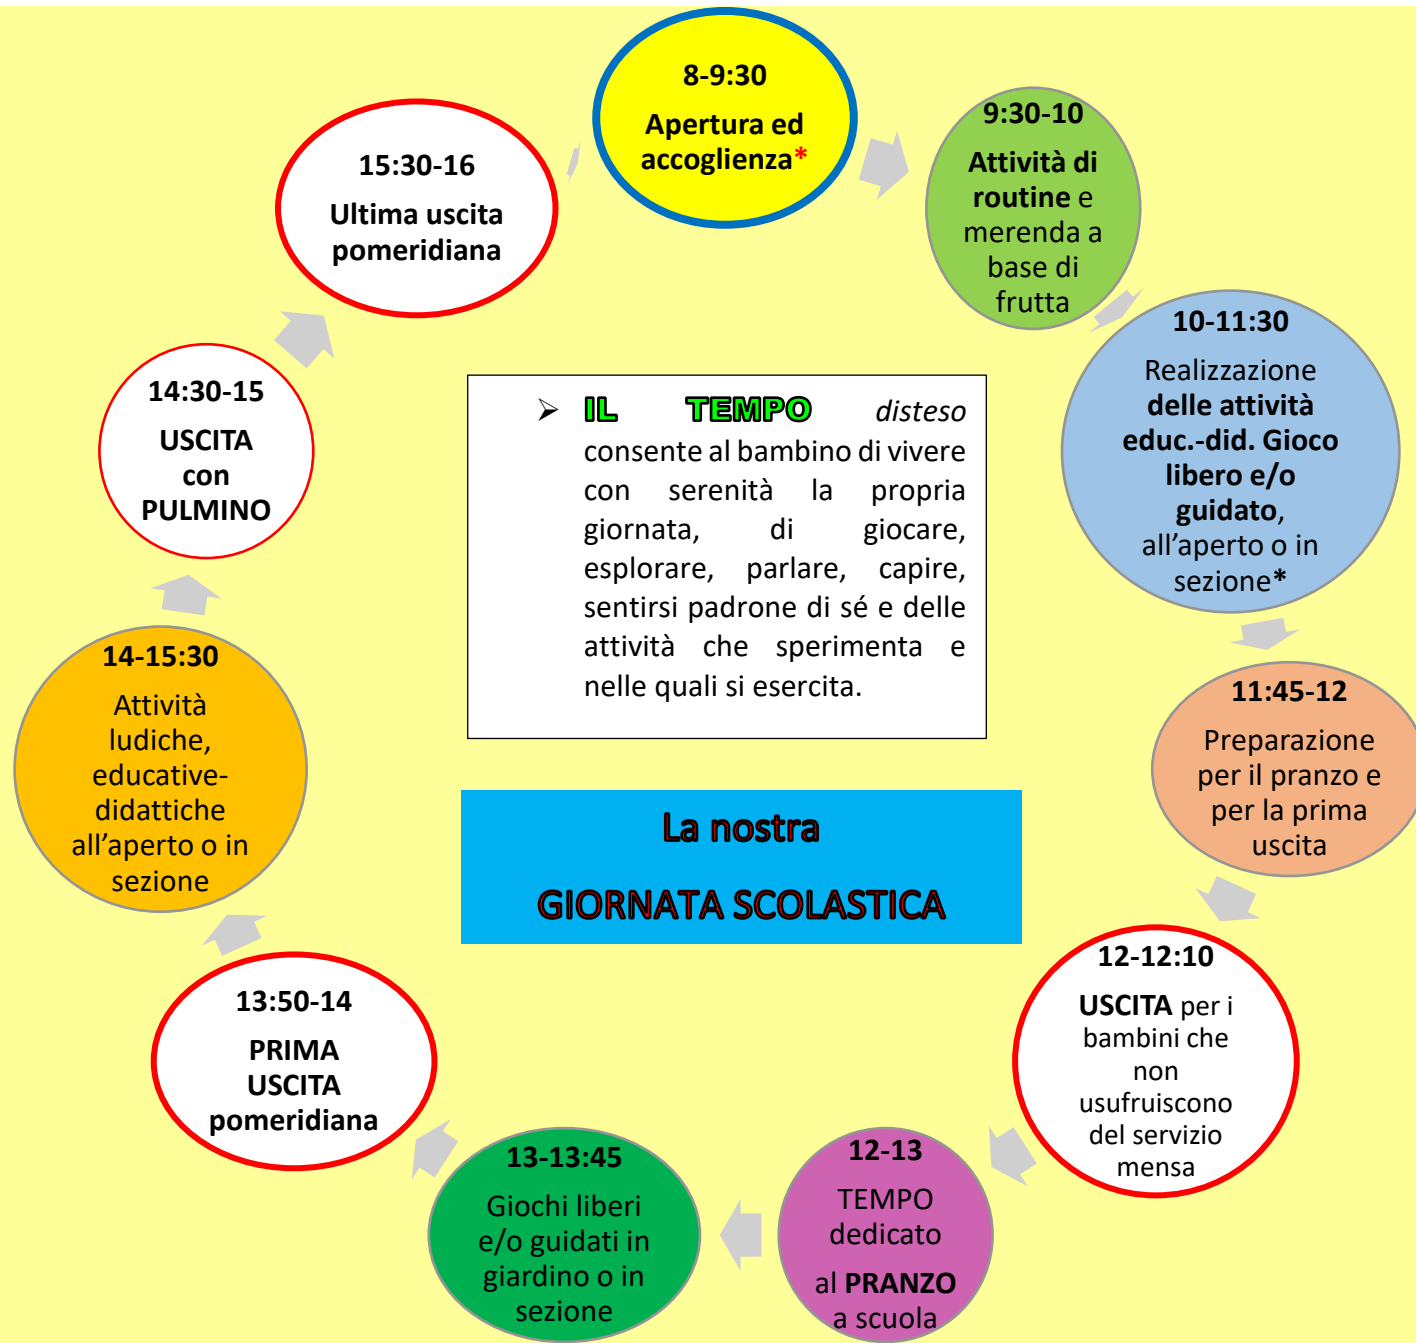 8-9:30
Apertura ed
accoglienza*
9:30-10
Attività di
routine e
merenda a
base di
frutta
10-11:30
Realizzazione
delle attività
educ.-did. Gioco
libero e/o
guidato,
all'aperto o in
sezione*
11:45-12
Preparazione
per il pranzo e
per la prima
uscita
12-12:10
USCITA per i
bambini che
non
usufruiscono
del servizio
mensa
12-13
TEMPO
dedicato
al PRANZO
a scuola
13-13:45
Giochi liberi
e/o guidati in
giardino o in
sezione
13:50-14
PRIMA
USCITA
pomeridiana
14-15:30
Attività
ludiche,
educative-
didattiche
all'aperto o in
sezione
14:30-15
USCITA
con
PULMINO
15:30-16
Ultima uscita
pomeridiana
➢ IL TEMPO disteso
consente al bambino di vivere
con serenità la propria
giornata, di giocare,
esplorare, parlare, capire,
sentirsi padrone di sé e delle
attività che sperimenta e
nelle quali si esercita.
La nostra
GIORNATA SCOLASTICA